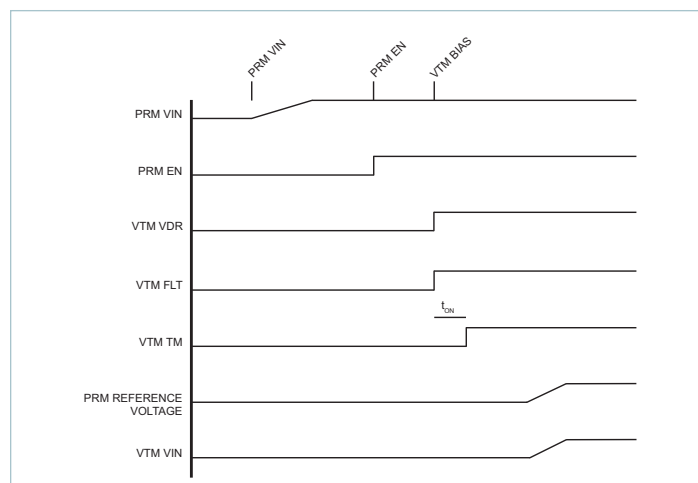 PRM VIN
PRM EN
VTM BIAS
PRM VIN
PRM EN
VTM VDR
VTM FLT
tON
VTM TM
PRM REFERENCE
VOLTAGE
VTM VIN